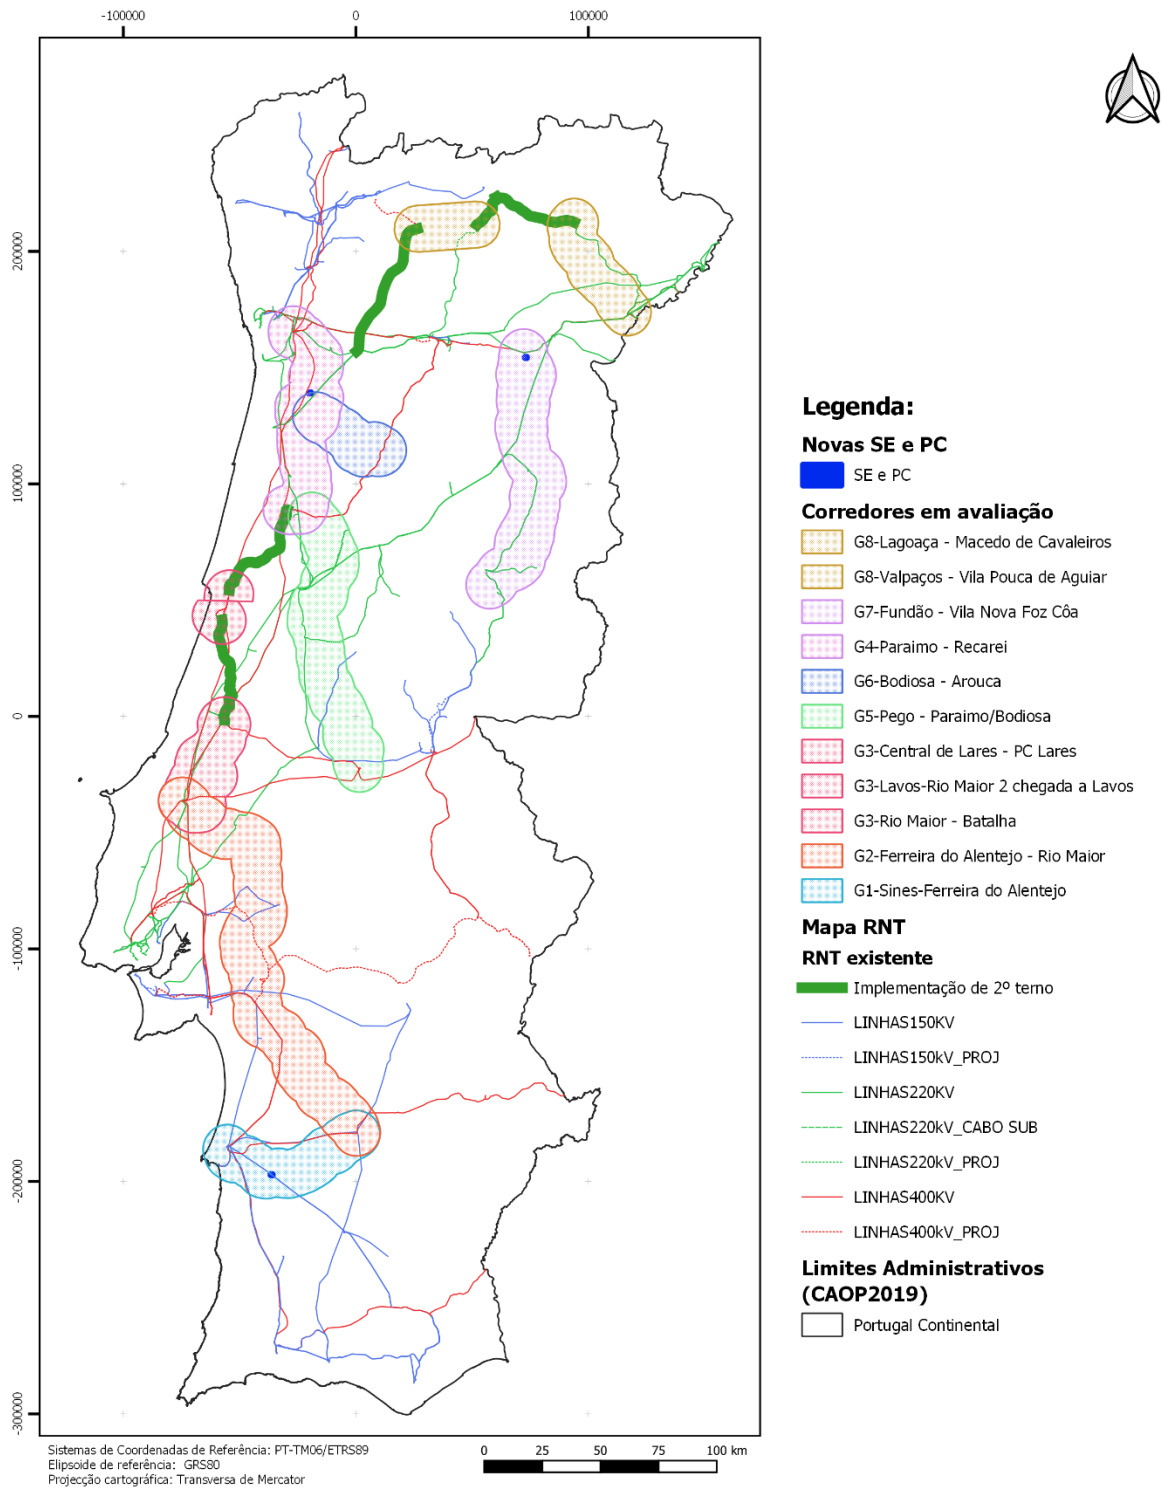 -100000
0
100000
200000
100000
0
-100000
-200000
-300000
Legenda:
Novas SE e PC
SE e PC
Corredores em avaliação
G8-Lagoaça - Macedo de Cavaleiros
G8-Valpaços - Vila Pouca de Aguiar
G7-Fundão - Vila Nova Foz Côa
G4-Paraimo - Recarei
G6-Bodiosa - Arouca
G5-Pego - Paraimo/Bodiosa
G3-Central de Lares - PC Lares
G3-Lavos-Rio Maior 2 chegada a Lavos
G3-Rio Maior - Batalha
G2-Ferreira do Alentejo - Rio Maior
G1-Sines-Ferreira do Alentejo
Mapa RNT
RNT existente
Implementação de 2º terno
LINHAS150KV
LINHAS150kV_PROJ
LINHAS220KV
LINHAS220kV_CABO SUB
LINHAS220kV_PROJ
LINHAS400KV
LINHAS400kV_PROJ
Limites Administrativos
(CAOP2019)
Portugal Continental
Sistemas de Coordenadas de Referência: PT-TM06/ETRS89
Elipsoide de referência: GRS80
Projecção cartográfica: Transversa de Mercator
0 25 50 75 100 km